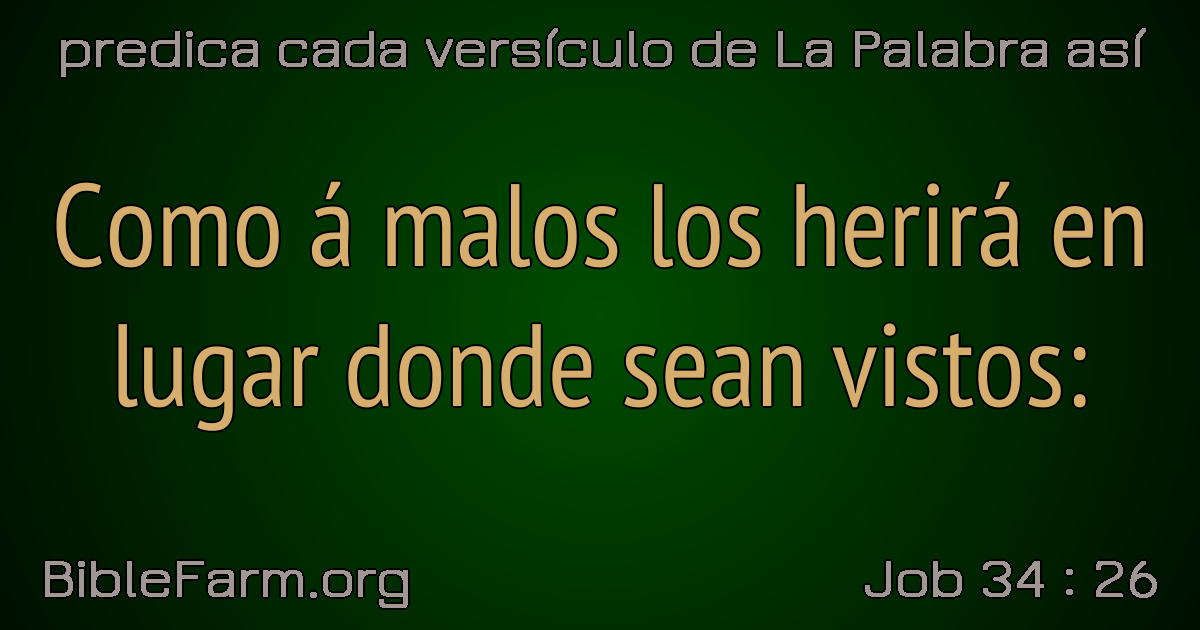 predica cada versículo de La Palabra así
Como á malos los herirá en
lugar donde sean vistos:
BibleFarm.org
Job 34 : 26